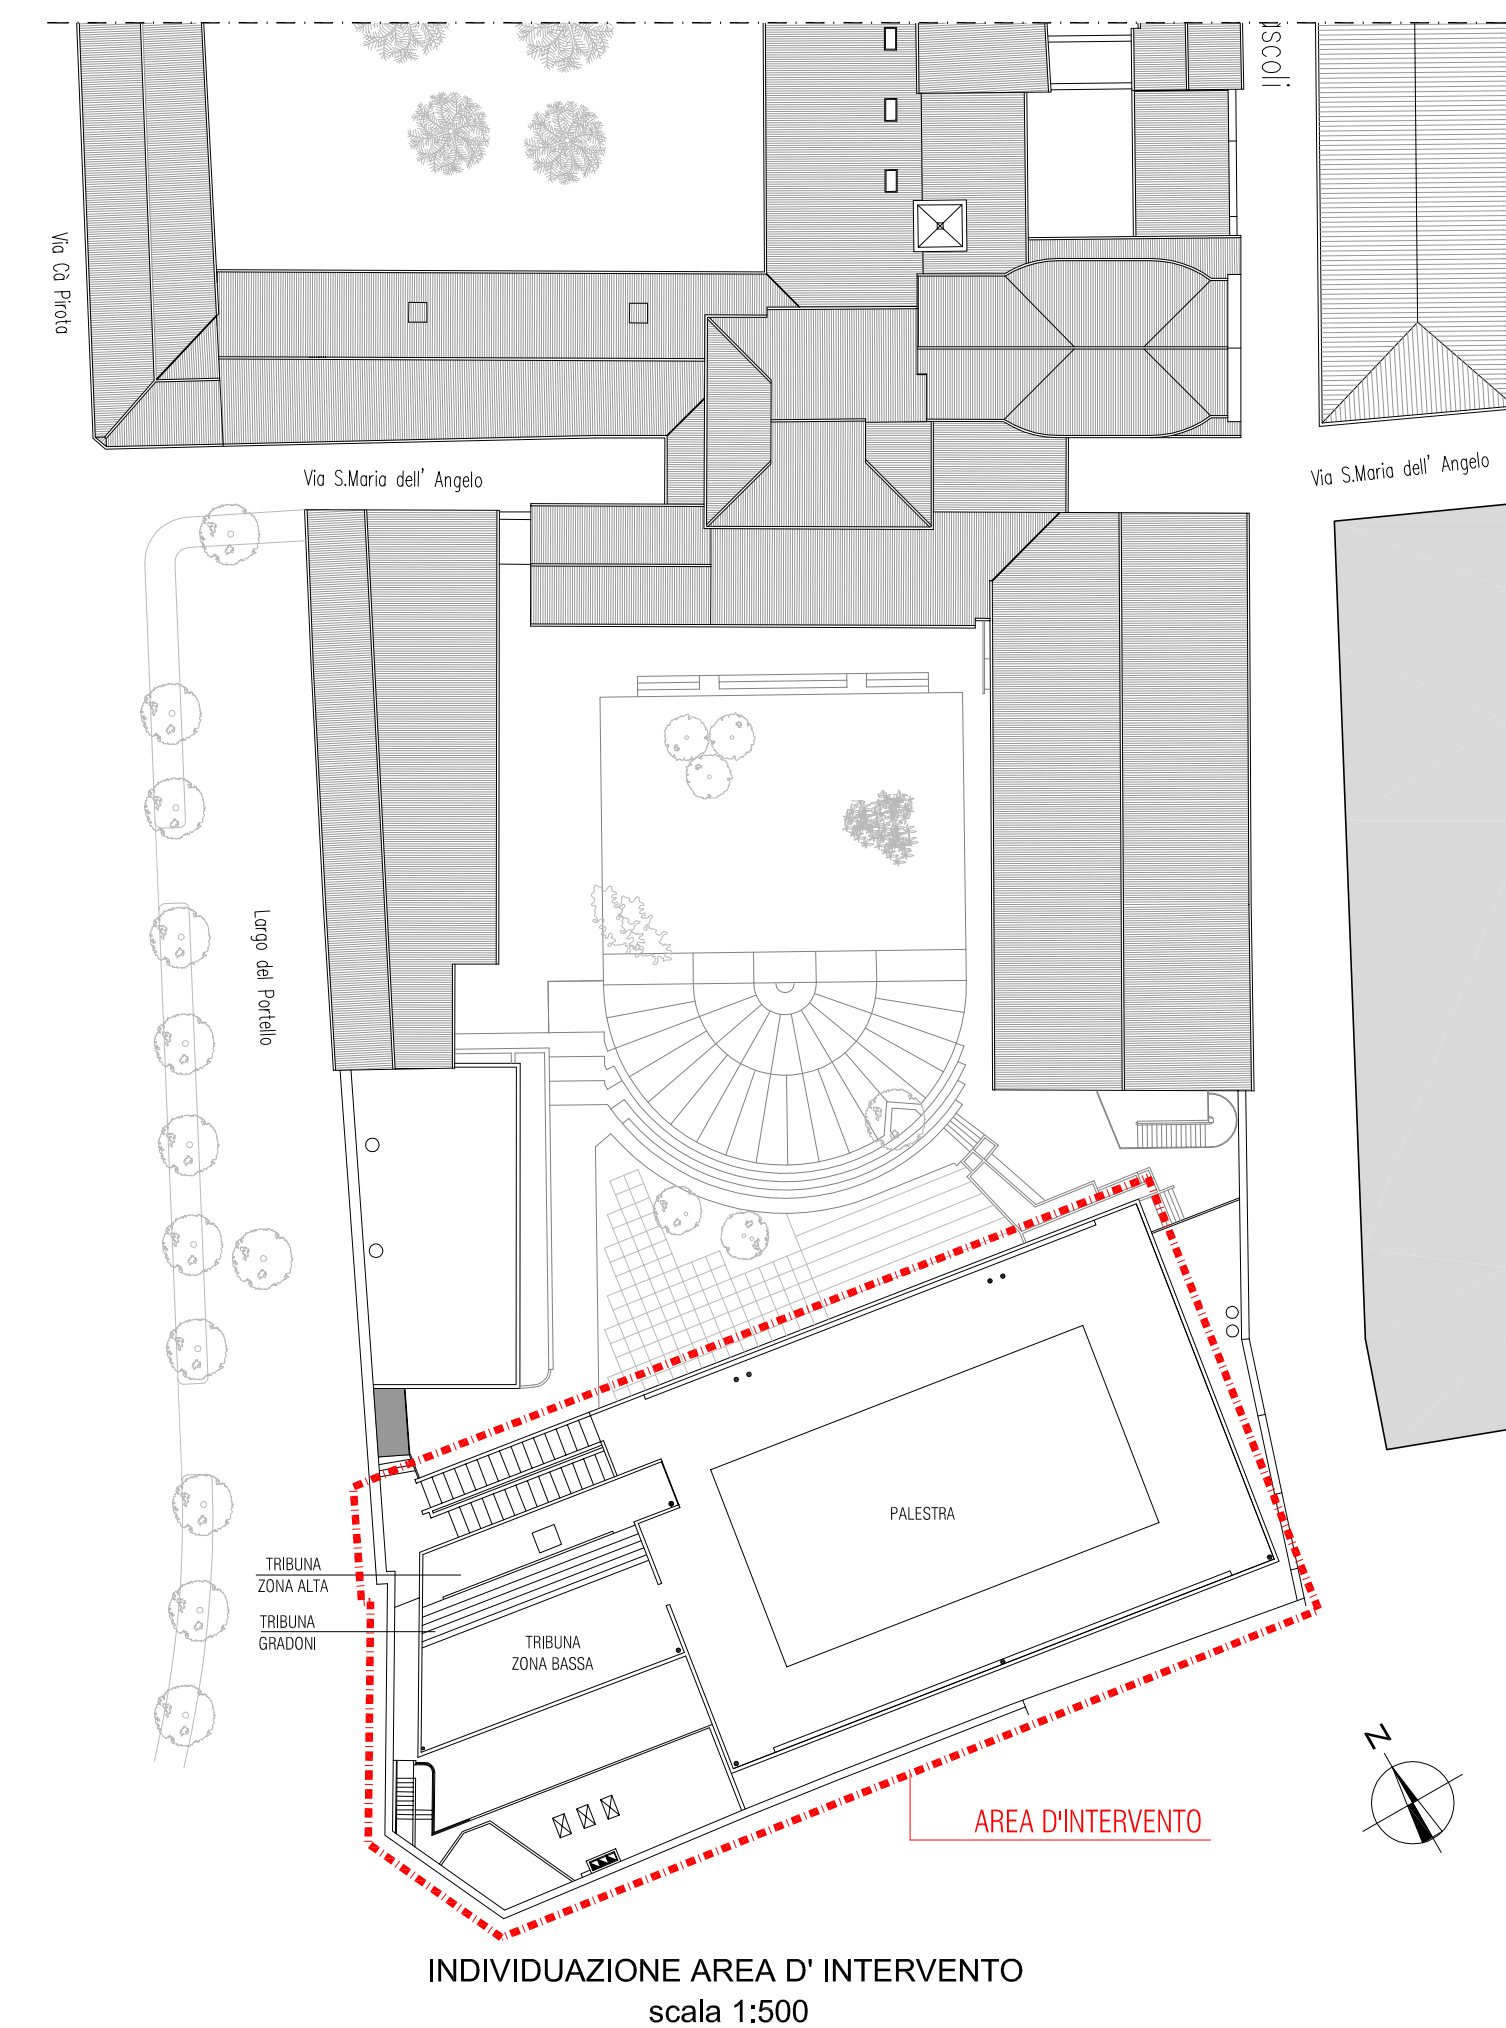 Via Cà Pirota
Via S.Maria dell' Angelo
Via S.Maria dell' Angelo
Largo del Portello
PALESTRA
TRIBUNA
ZONA ALTA
TRIBUNA
GRADONI
TRIBUNA
ZONA BASSA
AREA D'INTERVENTO
N
INDIVIDUAZIONE AREA D' INTERVENTO
scala 1:500